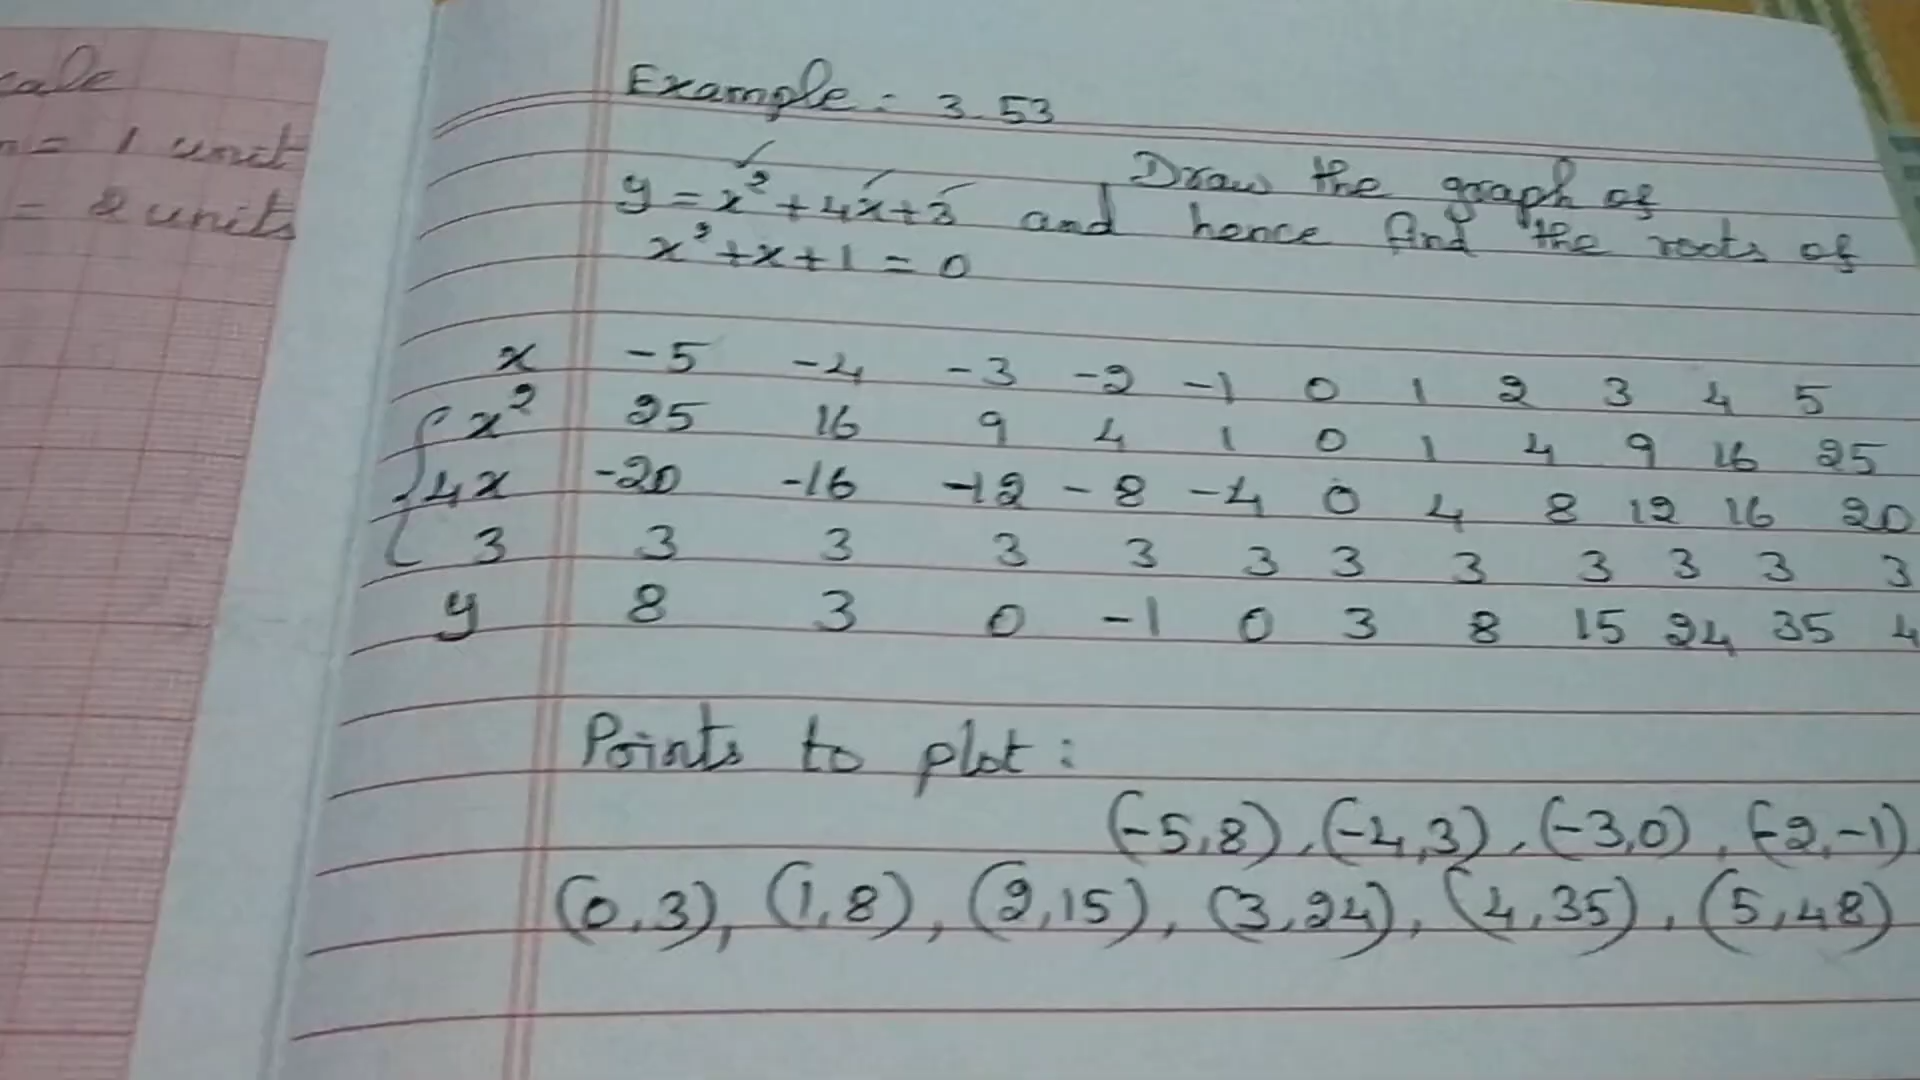 cale
= 1 unit
= 2 units
Example: 3.53
Draw the graph of
y = x² + 4x + 3 and hence find the roots of
x² + x + 1 = 0
x -5 -4 -3 -2 -1 0 1 2 3 4 5
x² 25 16 9 4 1 0 1 4 9 16 25
4x -20 -16 -12 -8 -4 0 4 8 12 16 20
3 3 3 3 3 3 3 3 3 3 3 3
y 8 3 0 -1 0 3 8 15 24 35 4
Points to plot:
(-5,8), (-4,3), (-3,0), (-2,-1)
(0,3), (1,8), (2,15), (3,24), (4,35), (5,48)